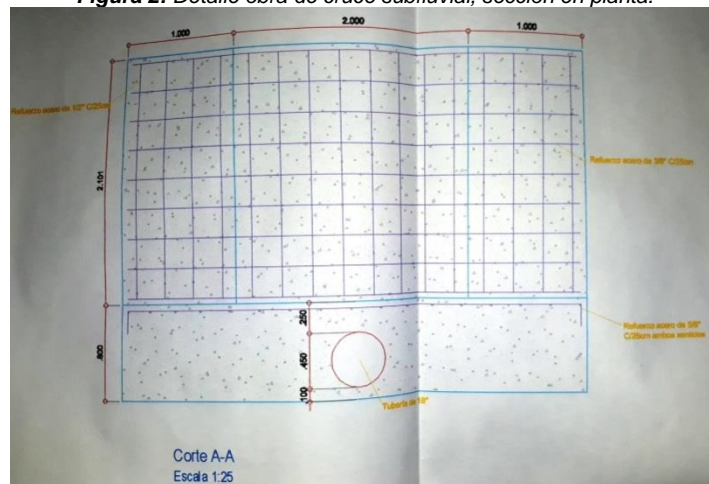 Figura 2. Detalle obra de cruce subfluvial, sección en planta.
1.000
2.000
1.000
Refuerzo acero de 1/2" C/25cm
2.101
Refuerzo acero de 3/8" C/25cm
.250
Refuerzo acero de 5/8"
C/25cm ambos sentidos
.800
.450
.100
Tubería de 18"
Corte A-A
Escala 1:25